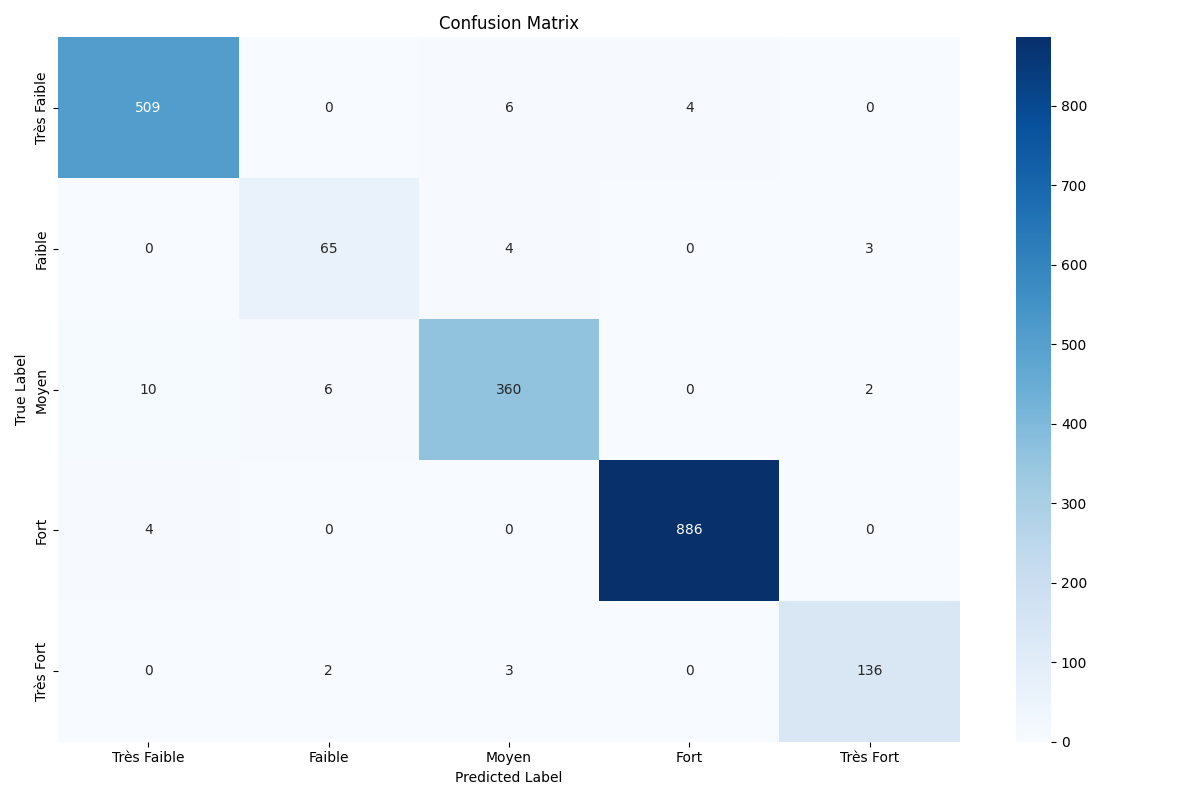 Confusion Matrix
True Label
Très Faible 509 0 6 4 0
Faible 0 65 4 0 3
Moyen 10 6 360 0 2
Fort 4 0 0 886 0
Très Fort 0 2 3 0 136
Très Faible Faible Moyen Fort Très Fort
Predicted Label
800
700
600
500
400
300
200
100
0